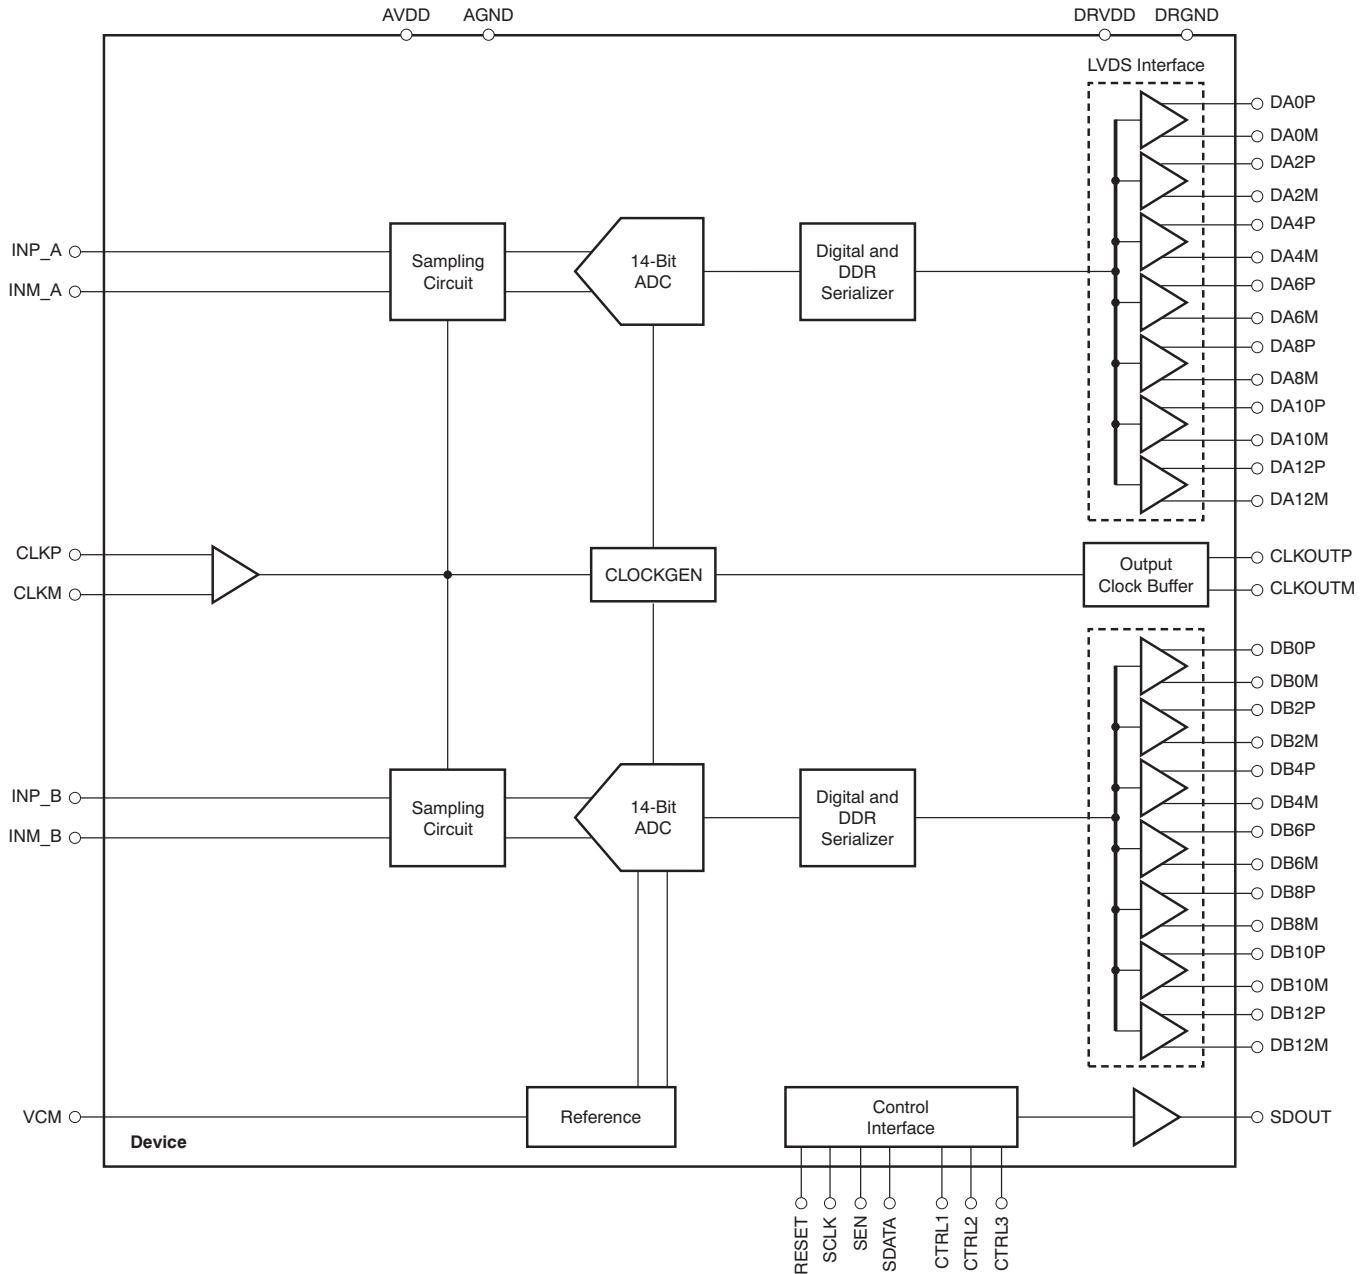 AVDD
AGND
DRVDD
DRGND
LVDS Interface
DA0P
DA0M
DA2P
DA2M
DA4P
DA4M
DA6P
DA6M
DA8P
DA8M
DA10P
DA10M
DA12P
DA12M
INP_A
INM_A
Sampling
Circuit
14-Bit
ADC
Digital and
DDR
Serializer
CLKP
CLKM
CLOCKGEN
Output
Clock Buffer
CLKOUTP
CLKOUTM
DB0P
DB0M
DB2P
DB2M
DB4P
DB4M
DB6P
DB6M
DB8P
DB8M
DB10P
DB10M
DB12P
DB12M
INP_B
INM_B
Sampling
Circuit
14-Bit
ADC
Digital and
DDR
Serializer
VCM
Reference
Control
Interface
SDOUT
Device
RESET
SCLK
SEN
SDATA
CTRL1
CTRL2
CTRL3